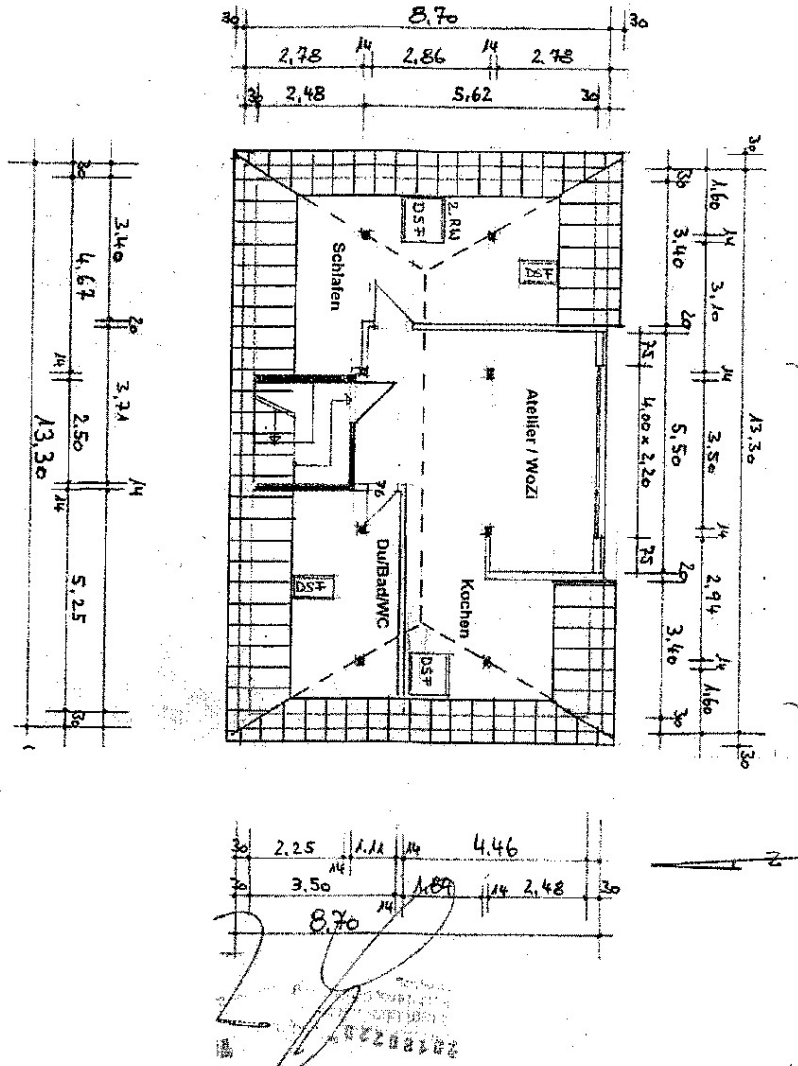 30 8.70 30
2,78 14 2,86 14 2.78
30 2,48 5,62 30
30 4.67 14 2.50 14 5,25 30
3.40 20 3,71 14
13,30
30 3,40 20 5,50 20 3,40 30
1,60 14 3,10 14 3,50 14 2,94 14 1,60
75 4,00 x 2,20 75
30 13,30 30
2.RW
DSF
DSF
Schlafen
Atellier / WoZi
76
Du/Bad/WC
Kochen
DSF
DSF
30 2.25 14 1.11 14 4.46
30 3.50 14 1,89 14 2,48 30
8,70
N
20180220